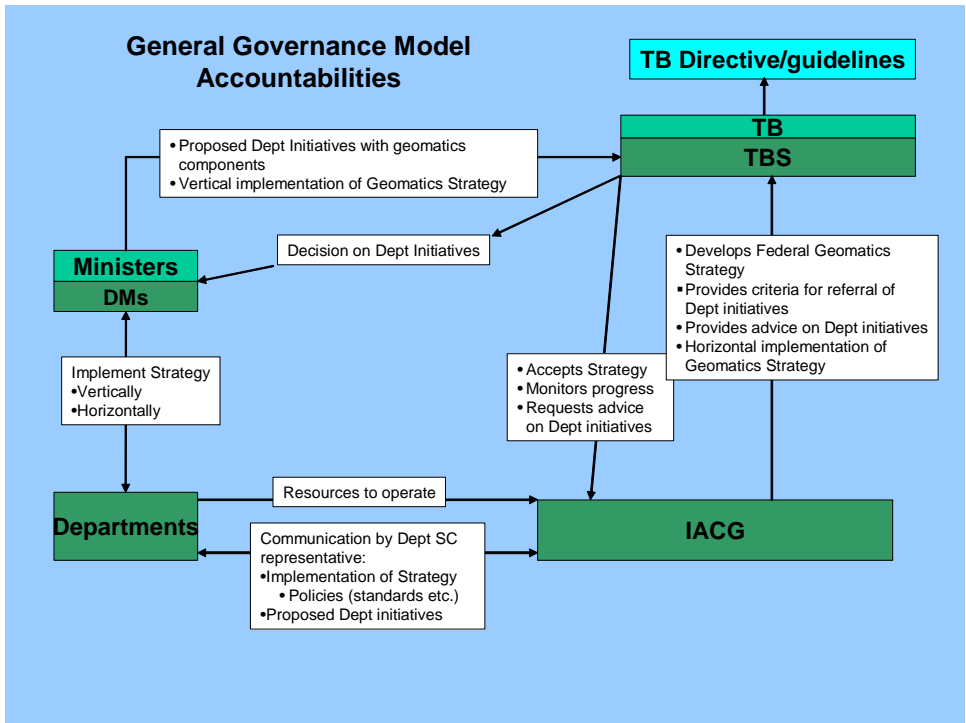 General Governance Model
Accountabilities
TB Directive/guidelines
TB
TBS
• Proposed Dept Initiatives with geomatics
components
• Vertical implementation of Geomatics Strategy
Decision on Dept Initiatives
Ministers
DMs
• Develops Federal Geomatics
Strategy
▪ Provides criteria for referral of
Dept initiatives
• Provides advice on Dept initiatives
• Horizontal implementation of
Geomatics Strategy
Implement Strategy
•Vertically
•Horizontally
• Accepts Strategy
• Monitors progress
• Requests advice
on Dept initiatives
Resources to operate
Departments
IACG
Communication by Dept SC
representative:
•Implementation of Strategy
• Policies (standards etc.)
•Proposed Dept initiatives